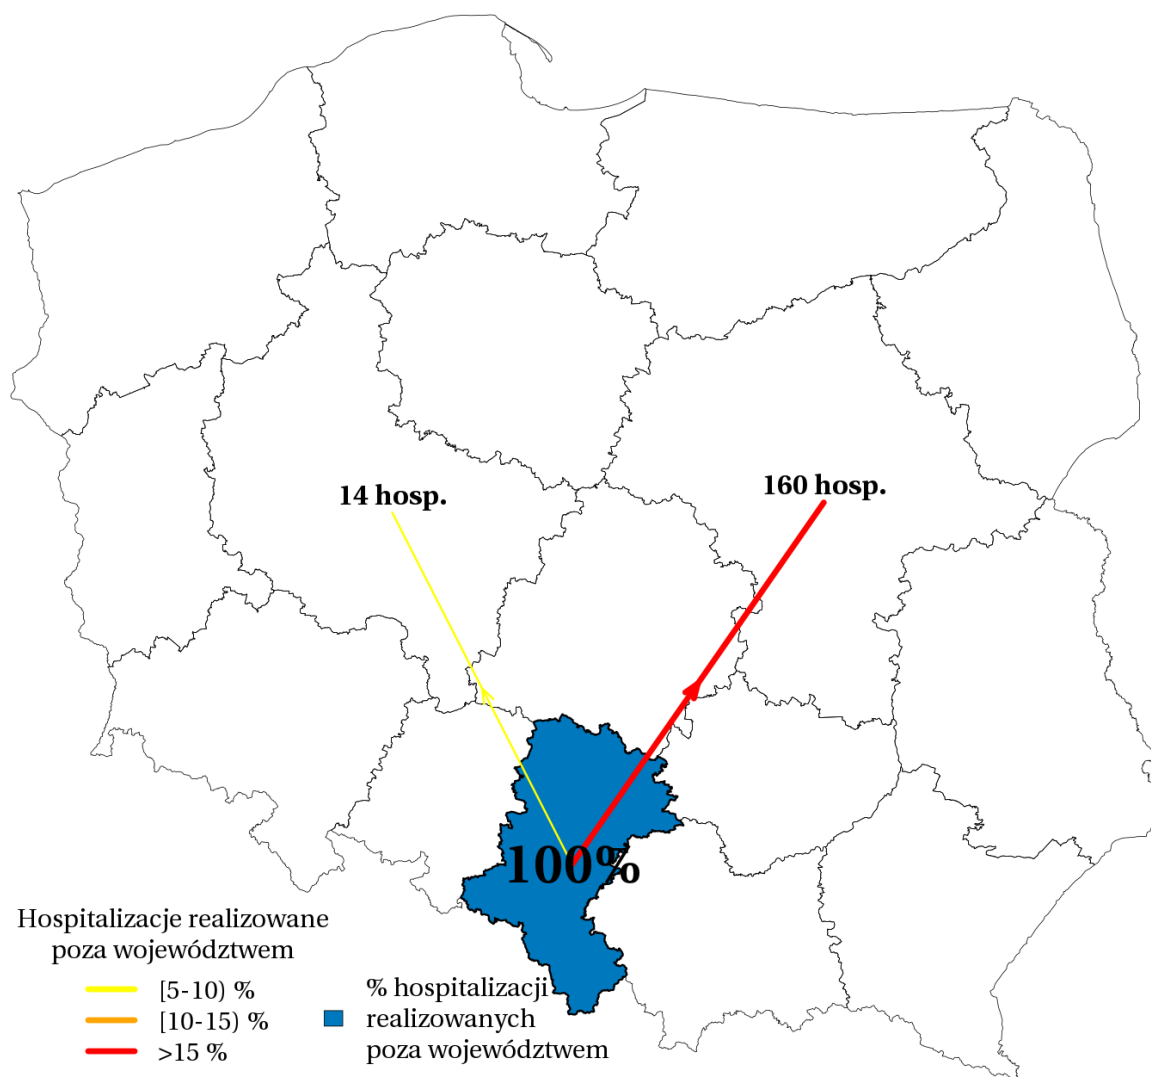 14 hosp.
160 hosp.
100%
Hospitalizacje realizowane
poza województwem
[5-10) %
[10-15) %
>15 %
% hospitalizacji
realizowanych
poza województwem